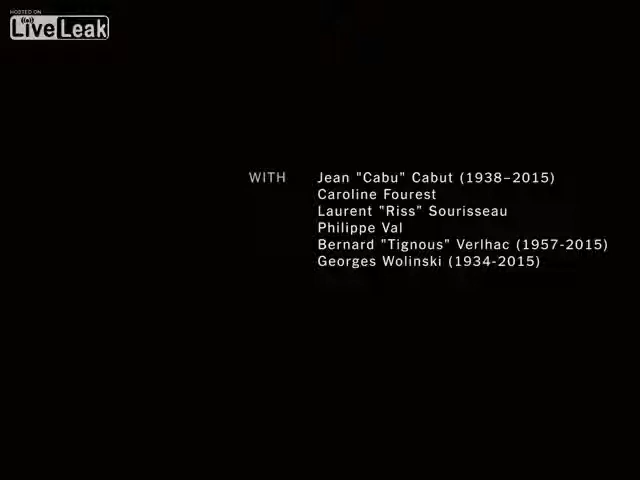 HOSTED ON
LiveLeak
WITH Jean "Cabu" Cabut (1938–2015)
Caroline Fourest
Laurent "Riss" Sourisseau
Philippe Val
Bernard "Tignous" Verlhac (1957-2015)
Georges Wolinski (1934-2015)